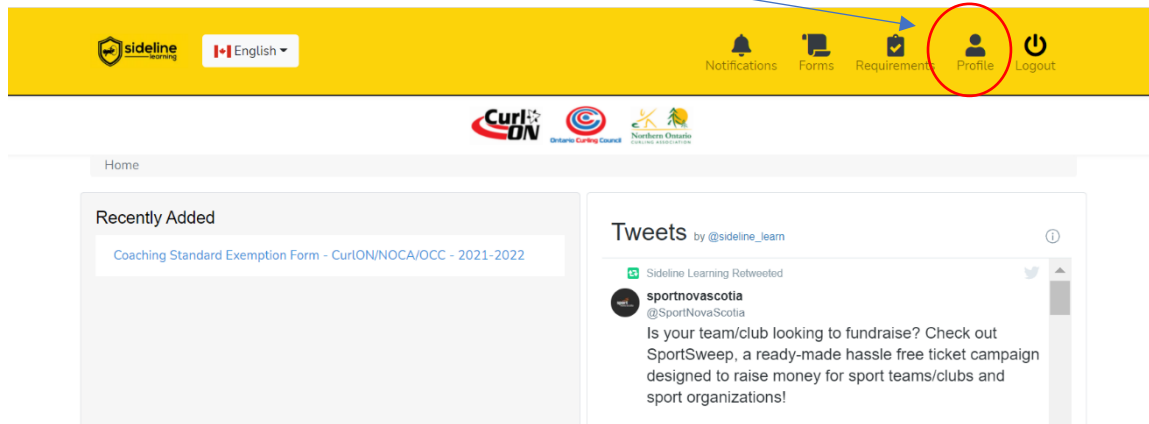 sideline
learning
English
Notifications
Forms
Requirements
Profile
Logout
Curl
ON
Ontario Curling Council
Northern Ontario
CURLING ASSOCIATION
Home
Recently Added
Coaching Standard Exemption Form - CurlON/NOCA/OCC - 2021-2022
Tweets by @sideline_learn
Sideline Learning Retweeted
sportnovascotia
@SportNovaScotia
Is your team/club looking to fundraise? Check out
SportSweep, a ready-made hassle free ticket campaign
designed to raise money for sport teams/clubs and
sport organizations!